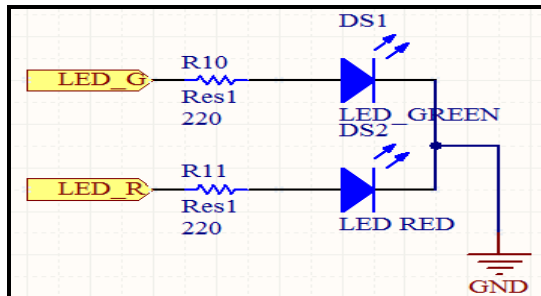 DS1
R10
LED_G
Res1
220
LED_GREEN
DS2
R11
LED_R
Res1
220
LED RED
GND